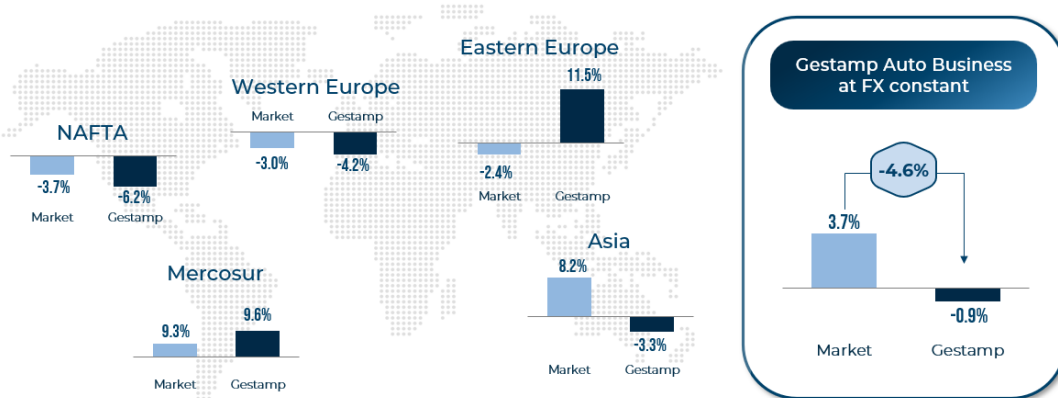 Eastern Europe
11.5%
-2.4%
Market
Gestamp
Western Europe
Market
Gestamp
-3.0%
-4.2%
NAFTA
-3.7%
-6.2%
Market
Gestamp
Mercosur
9.3%
9.6%
Market
Gestamp
Asia
8.2%
-3.3%
Market
Gestamp
Gestamp Auto Business
at FX constant
-4.6%
3.7%
-0.9%
Market
Gestamp